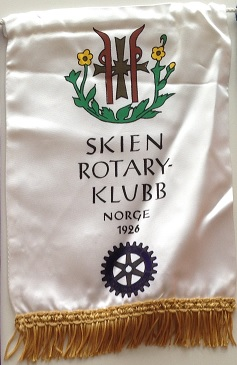 SKIEN
ROTARY-
KLUBB
NORGE
1926